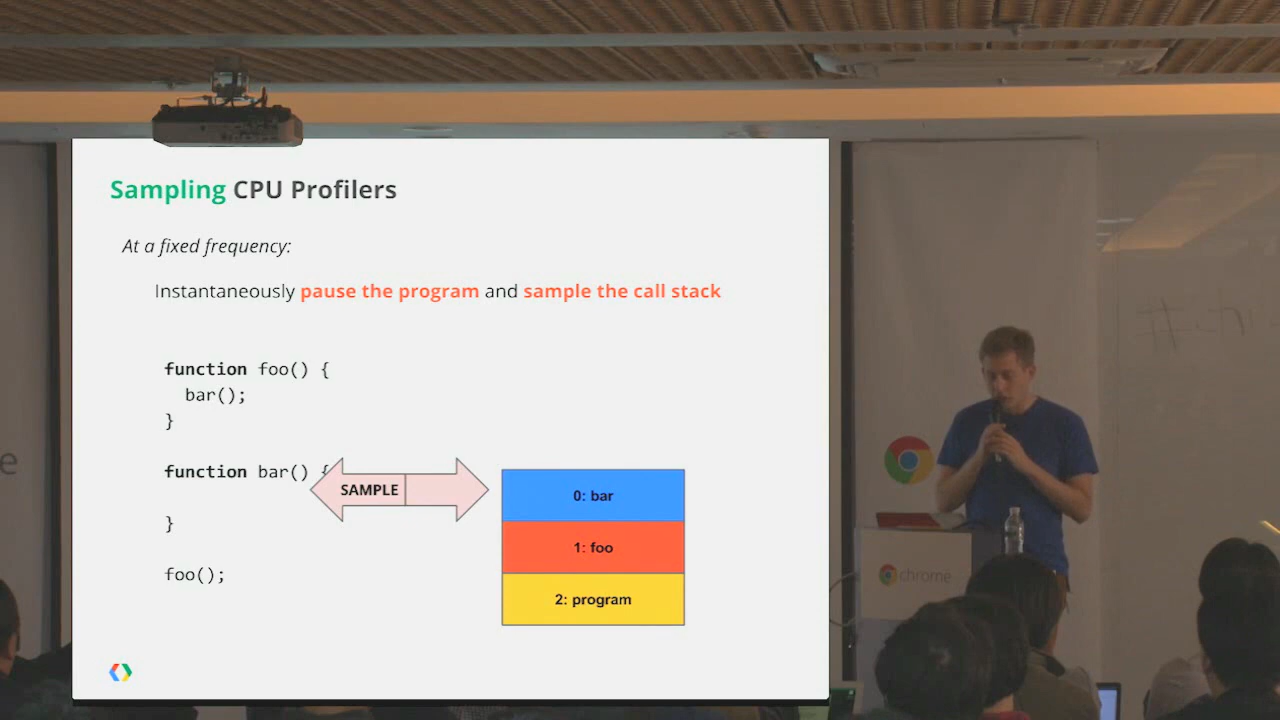 Sampling CPU Profilers
At a fixed frequency:
Instantaneously pause the program and sample the call stack
function foo() {
bar();
}
function bar() {
SAMPLE
}
foo();
0: bar
1: foo
2: program
chrome